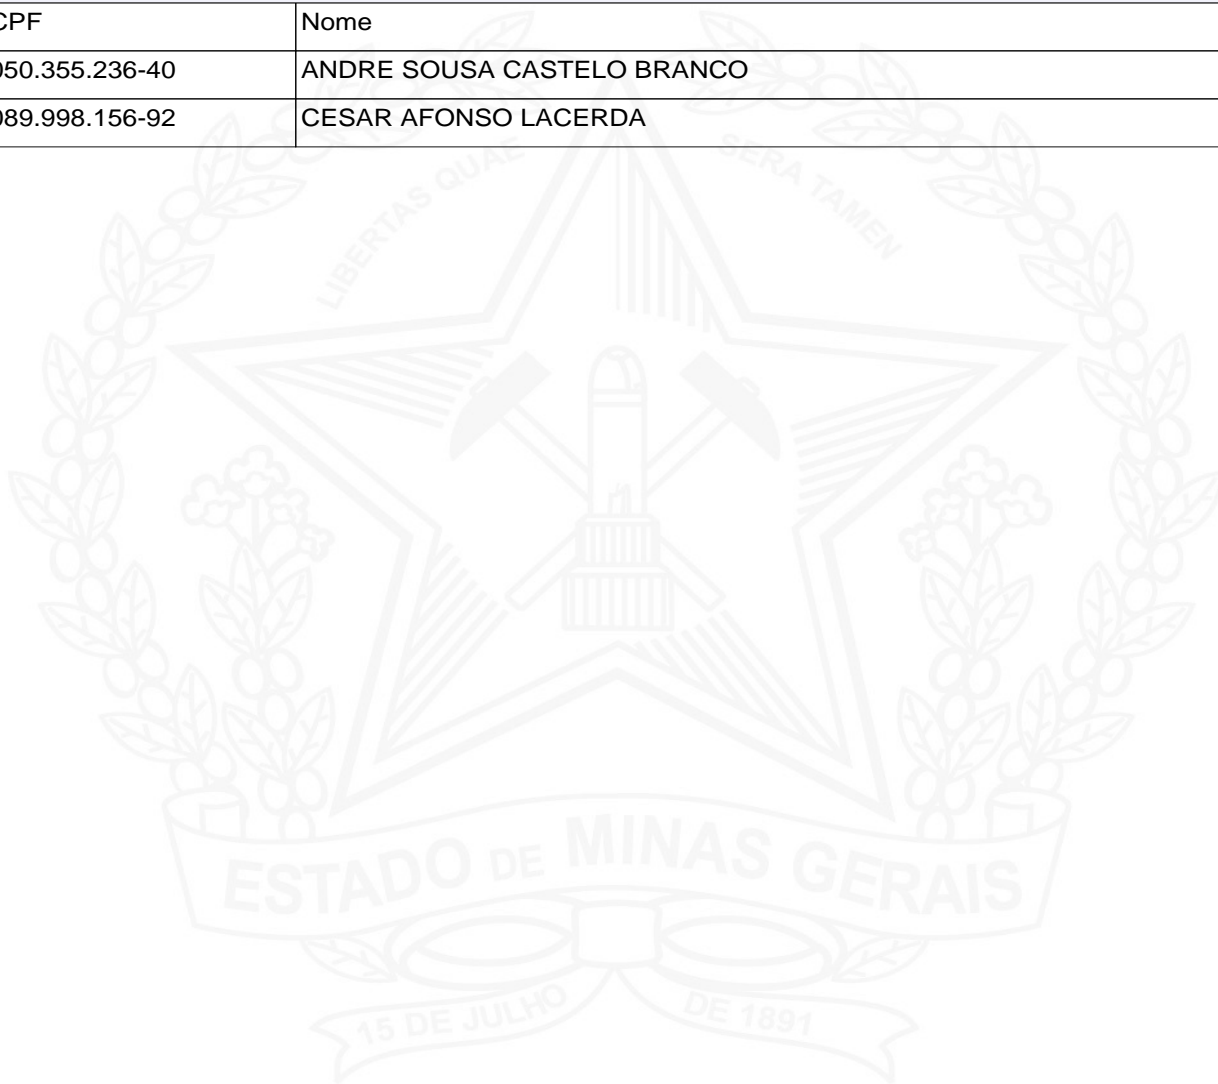 CPF Nome
050.355.236-40 ANDRE SOUSA CASTELO BRANCO
089.998.156-92 CESAR AFONSO LACERDA
LIBERTAS QUAE SERA TAMEN
ESTADO DE MINAS GERAIS
15 DE JULHO DE 1891